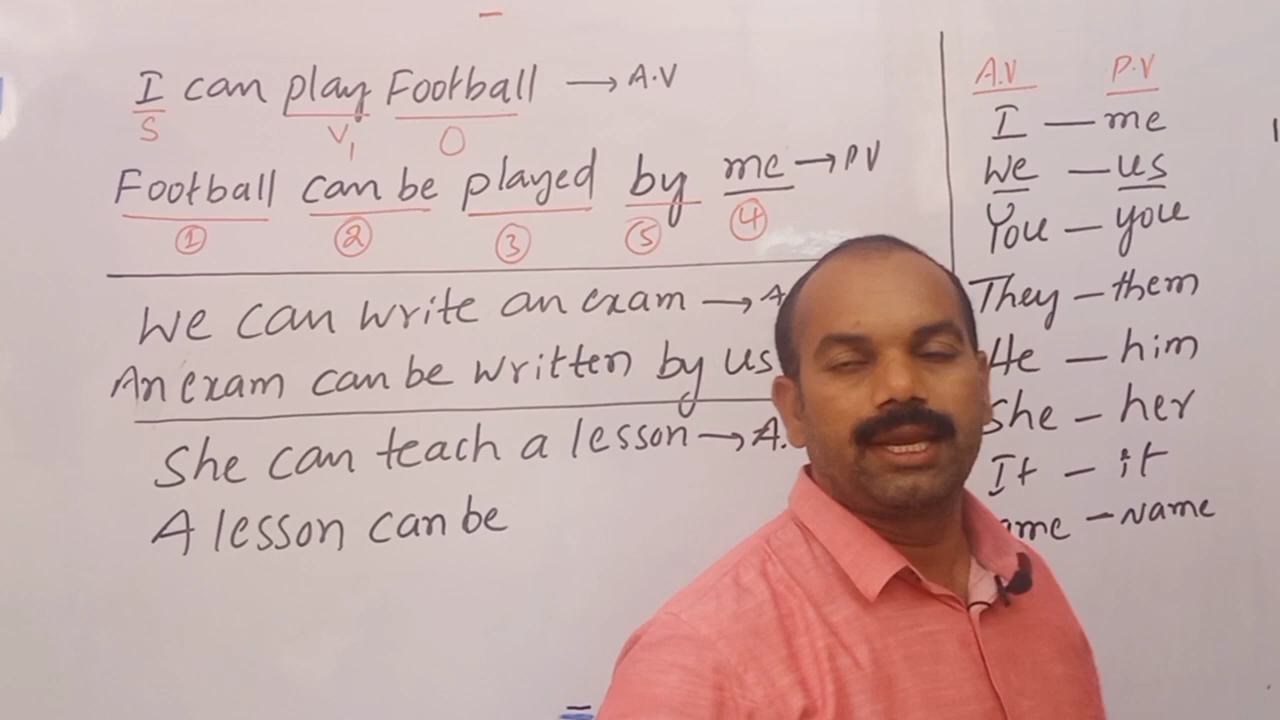 I can play Football → A.V
S V1 O
Football can be played by me → PV
① ② ③ ⑤ ④
We can write an exam → A
An exam can be written by us
She can teach a lesson → A.
A lesson can be
A.V P.V
I — me
We — us
You — you
They — them
He — him
She — her
It — it
ame — Name